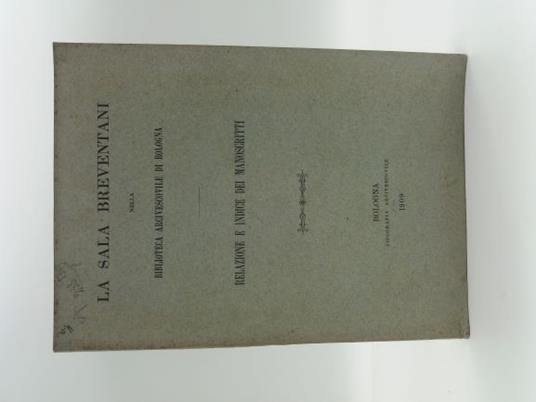 LA SALA BREVENTANI
NELLA
BIBLIOTECA ARCIVESCOVILE DI BOLOGNA
RELAZIONE E INDICE DEI MANOSCRITTI
BOLOGNA
TIPOGRAFIA ARCIVESCOVILE
1909